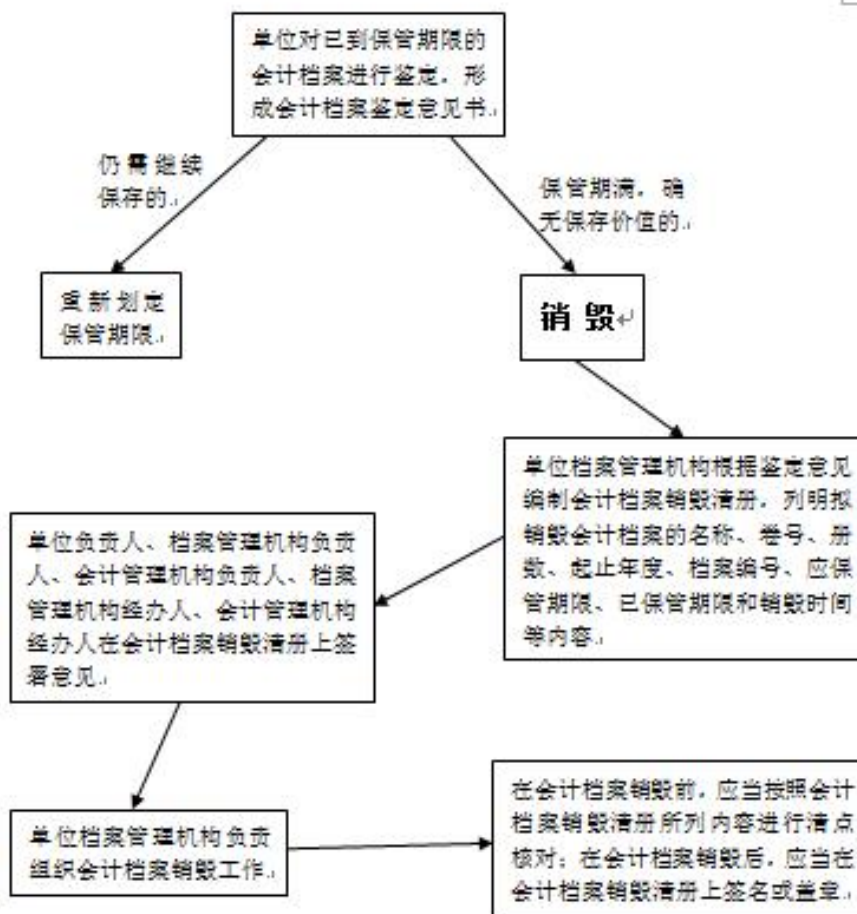 单位对已到保管期限的
会计档案进行鉴定，形
成会计档案鉴定意见书。
仍需继续
保存的。
保管期满，确
无保存价值的。
重新划定
保管期限。
销毁
单位档案管理机构根据鉴定意见
编制会计档案销毁清册，列明拟
销毁会计档案的名称、卷号、册
数、起止年度、档案编号、应保
管期限、已保管期限和销毁时间
等内容。
单位负责人、档案管理机构负责
人、会计管理机构负责人、档案
管理机构经办人、会计管理机构
经办人在会计档案销毁清册上签
署意见。
单位档案管理机构负责
组织会计档案销毁工作。
在会计档案销毁前，应当按照会计
档案销毁清册所列内容进行清点
核对；在会计档案销毁后，应当在
会计档案销毁清册上签名或盖章。